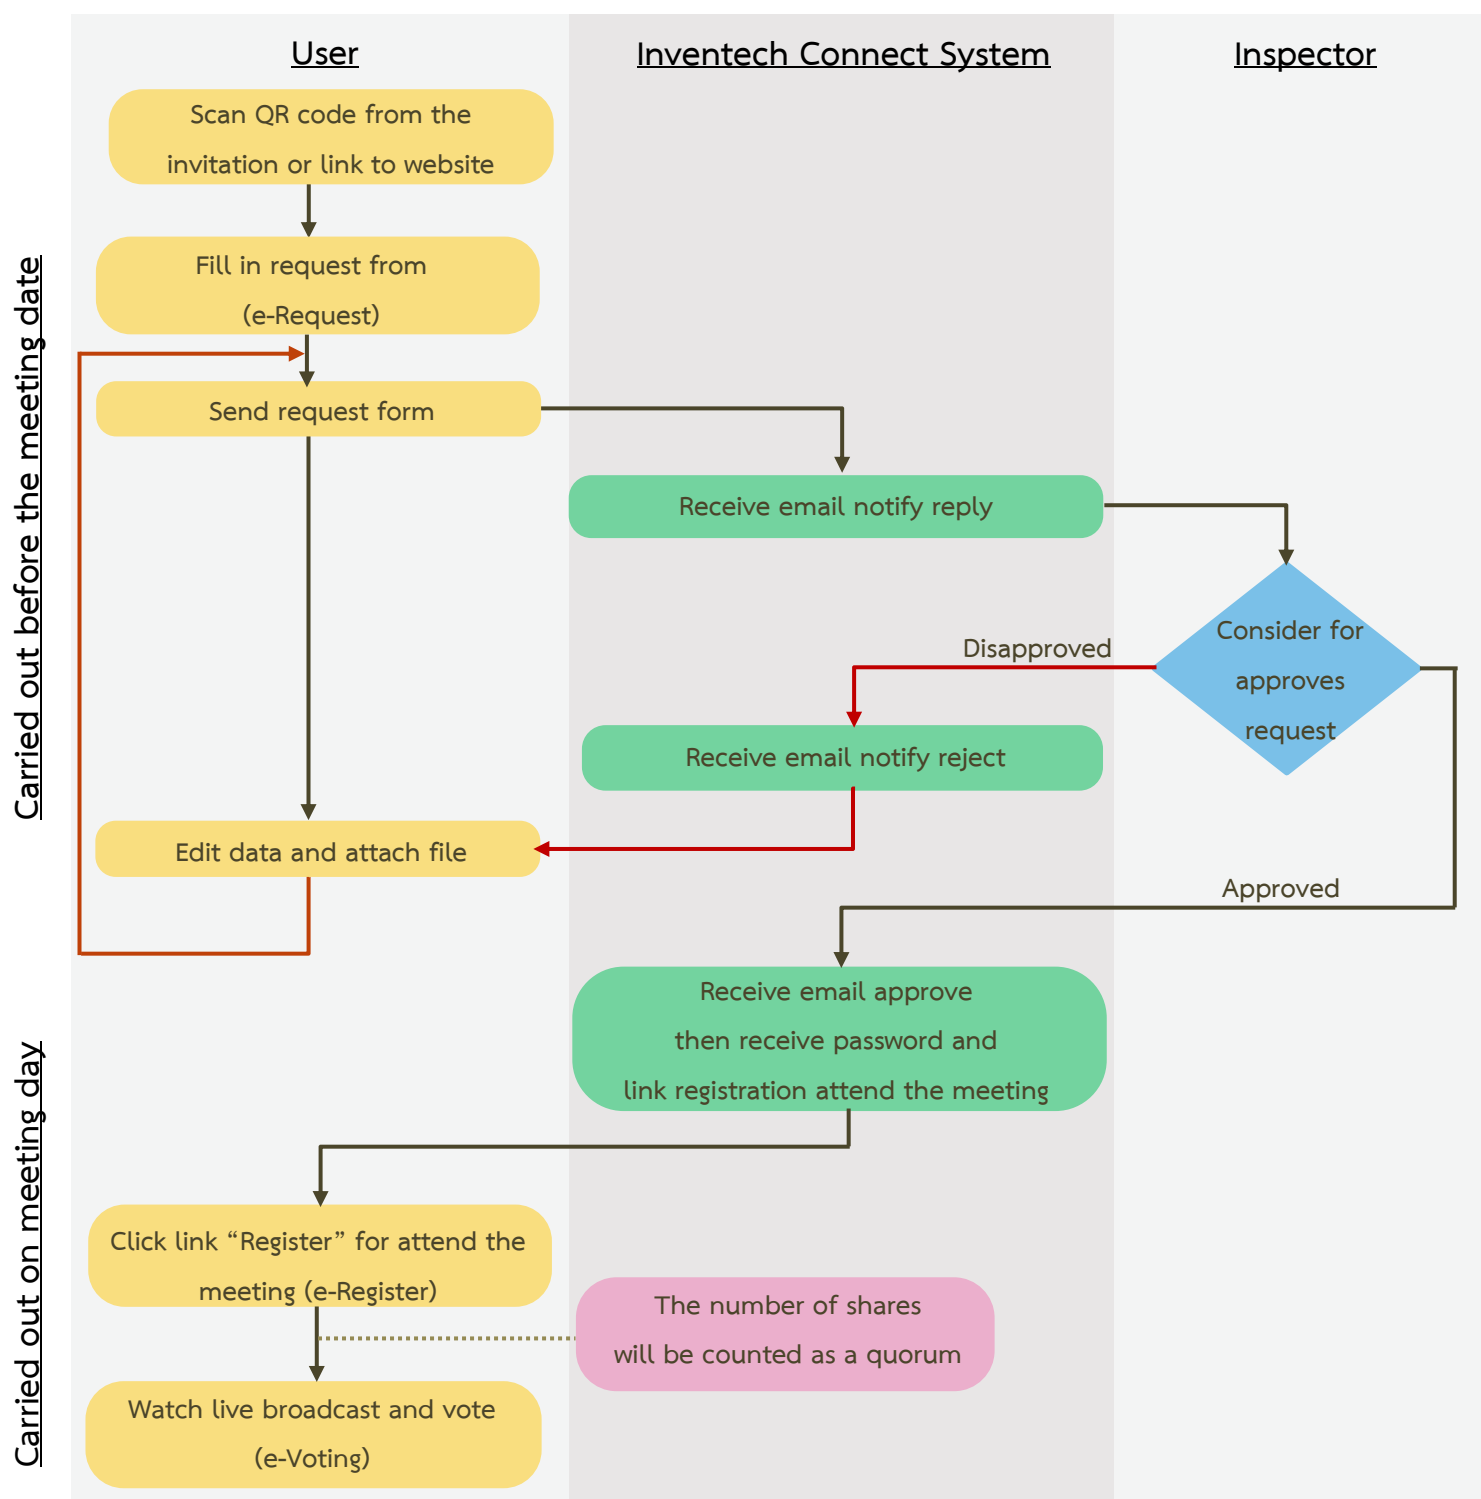 User
Inventech Connect System
Inspector
Carried out before the meeting date
Scan QR code from the
invitation or link to website
Fill in request from
(e-Request)
Send request form
Receive email notify reply
Consider for
approves
request
Disapproved
Receive email notify reject
Edit data and attach file
Approved
Receive email approve
then receive password and
link registration attend the meeting
Carried out on meeting day
Click link “Register” for attend the
meeting (e-Register)
The number of shares
will be counted as a quorum
Watch live broadcast and vote
(e-Voting)